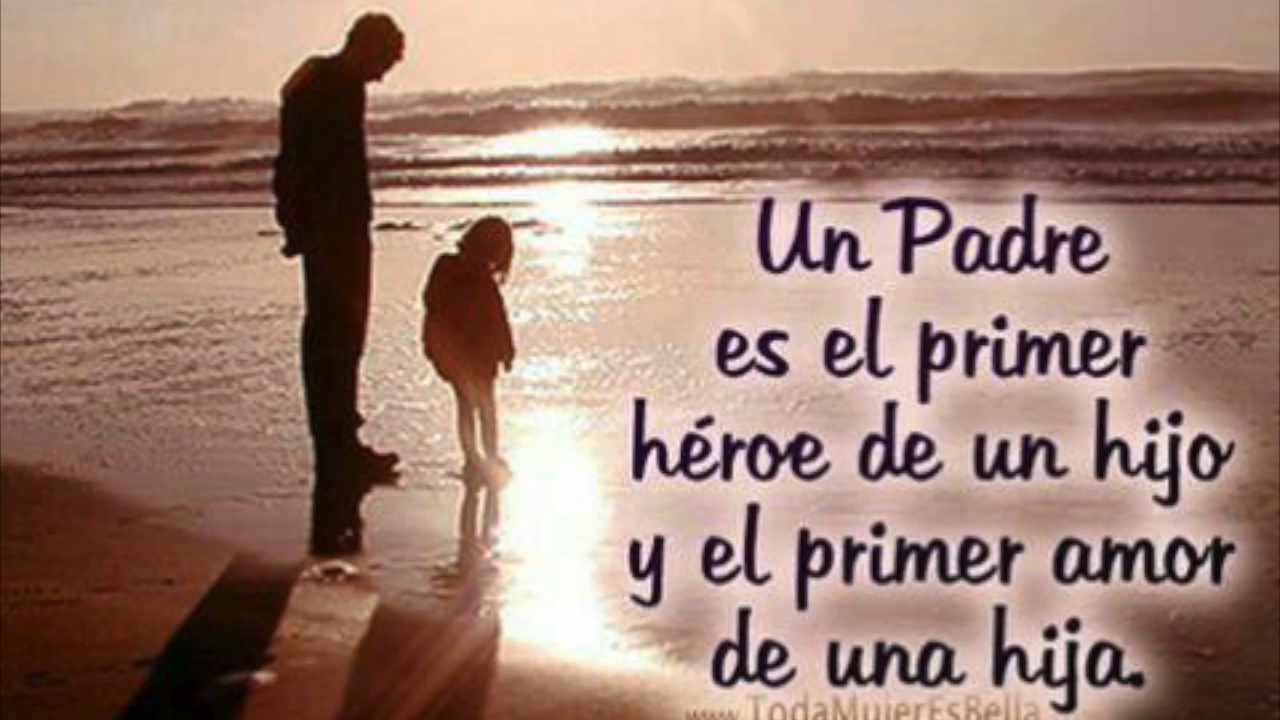 Un Padre
es el primer
héroe de un hijo
y el primer amor
de una hija.
www.TodaMujerEsBella